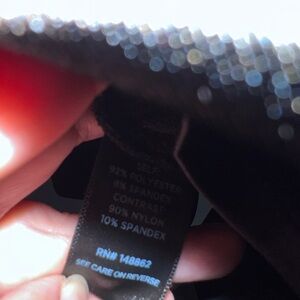 SELF:
92% POLYESTER
8% SPANDEX
CONTRAST:
90% NYLON
10% SPANDEX
RN# 148862
SEE CARE ON REVERSE